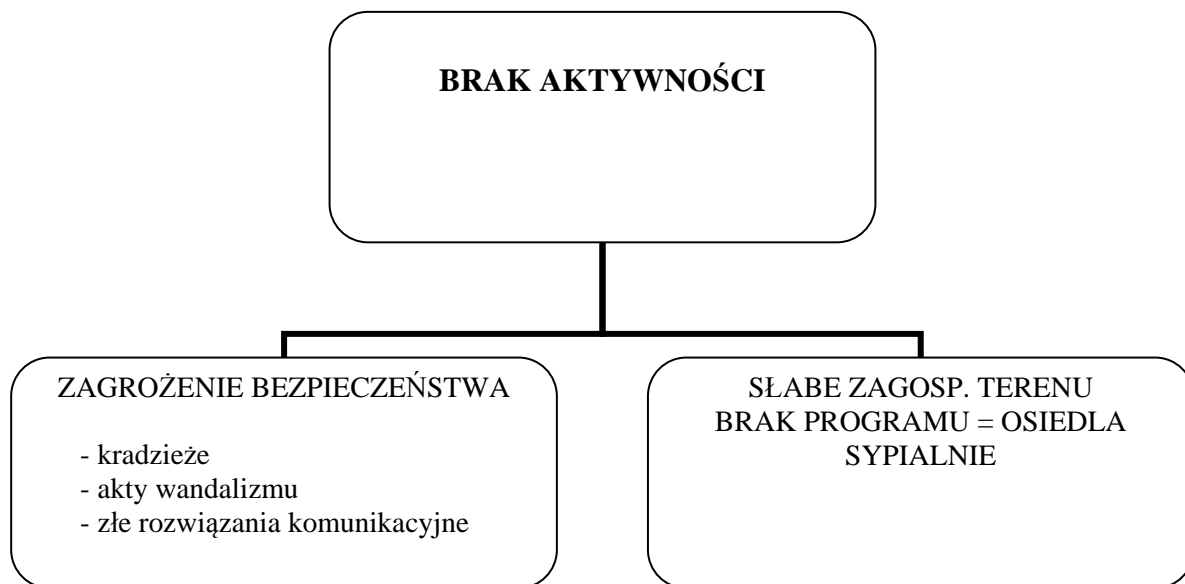 BRAK AKTYWNOŚCI
ZAGROŻENIE BEZPIECZEŃSTWA
- kradzieże
- akty wandalizmu
- złe rozwiązania komunikacyjne
SŁABE ZAGOSP. TERENU
BRAK PROGRAMU = OSIEDLA
SYPIALNIE